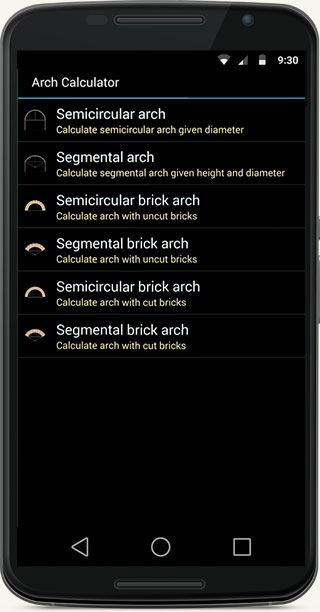 9:30
Arch Calculator
Semicircular arch
Calculate semicircular arch given diameter
Segmental arch
Calculate segmental arch given height and diameter
Semicircular brick arch
Calculate arch with uncut bricks
Segmental brick arch
Calculate arch with uncut bricks
Semicircular brick arch
Calculate arch with cut bricks
Segmental brick arch
Calculate arch with cut bricks